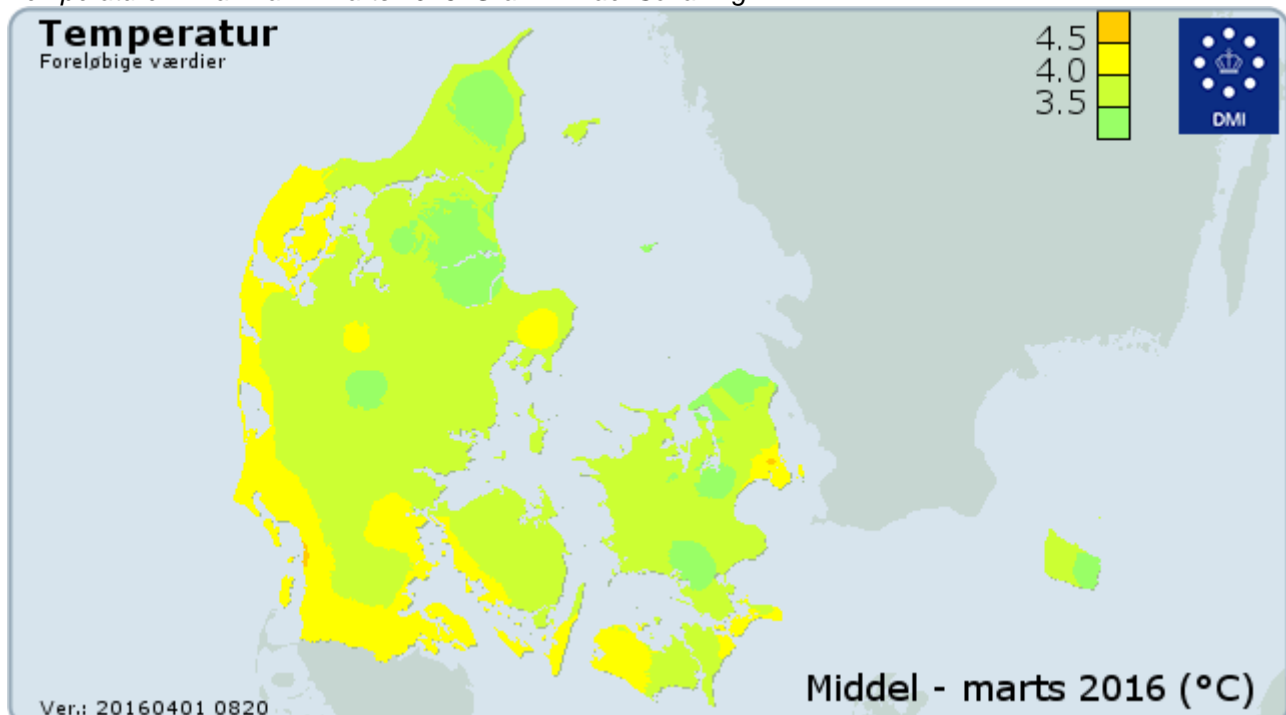 Temperatur
Foreløbige værdier
4.5
4.0
3.5
DMI
Middel - marts 2016 (°C)
Ver.: 20160401 0820